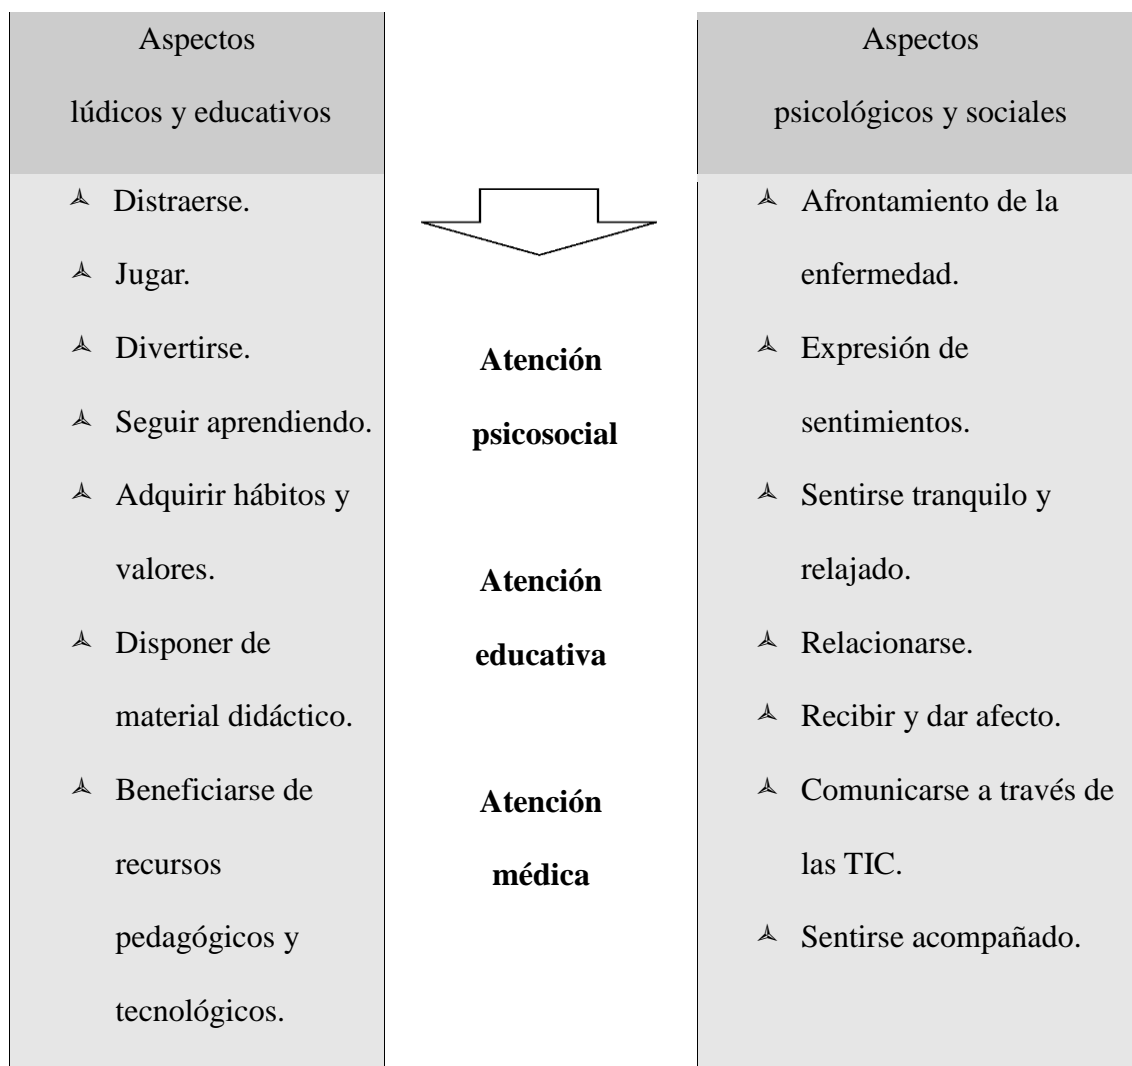 Aspectos
lúdicos y educativos
Distraerse.
Jugar.
Divertirse.
Seguir aprendiendo.
Adquirir hábitos y
valores.
Disponer de
material didáctico.
Beneficiarse de
recursos
pedagógicos y
tecnológicos.
Atención
psicosocial
Atención
educativa
Atención
médica
Aspectos
psicológicos y sociales
Afrontamiento de la
enfermedad.
Expresión de
sentimientos.
Sentirse tranquilo y
relajado.
Relacionarse.
Recibir y dar afecto.
Comunicarse a través de
las TIC.
Sentirse acompañado.